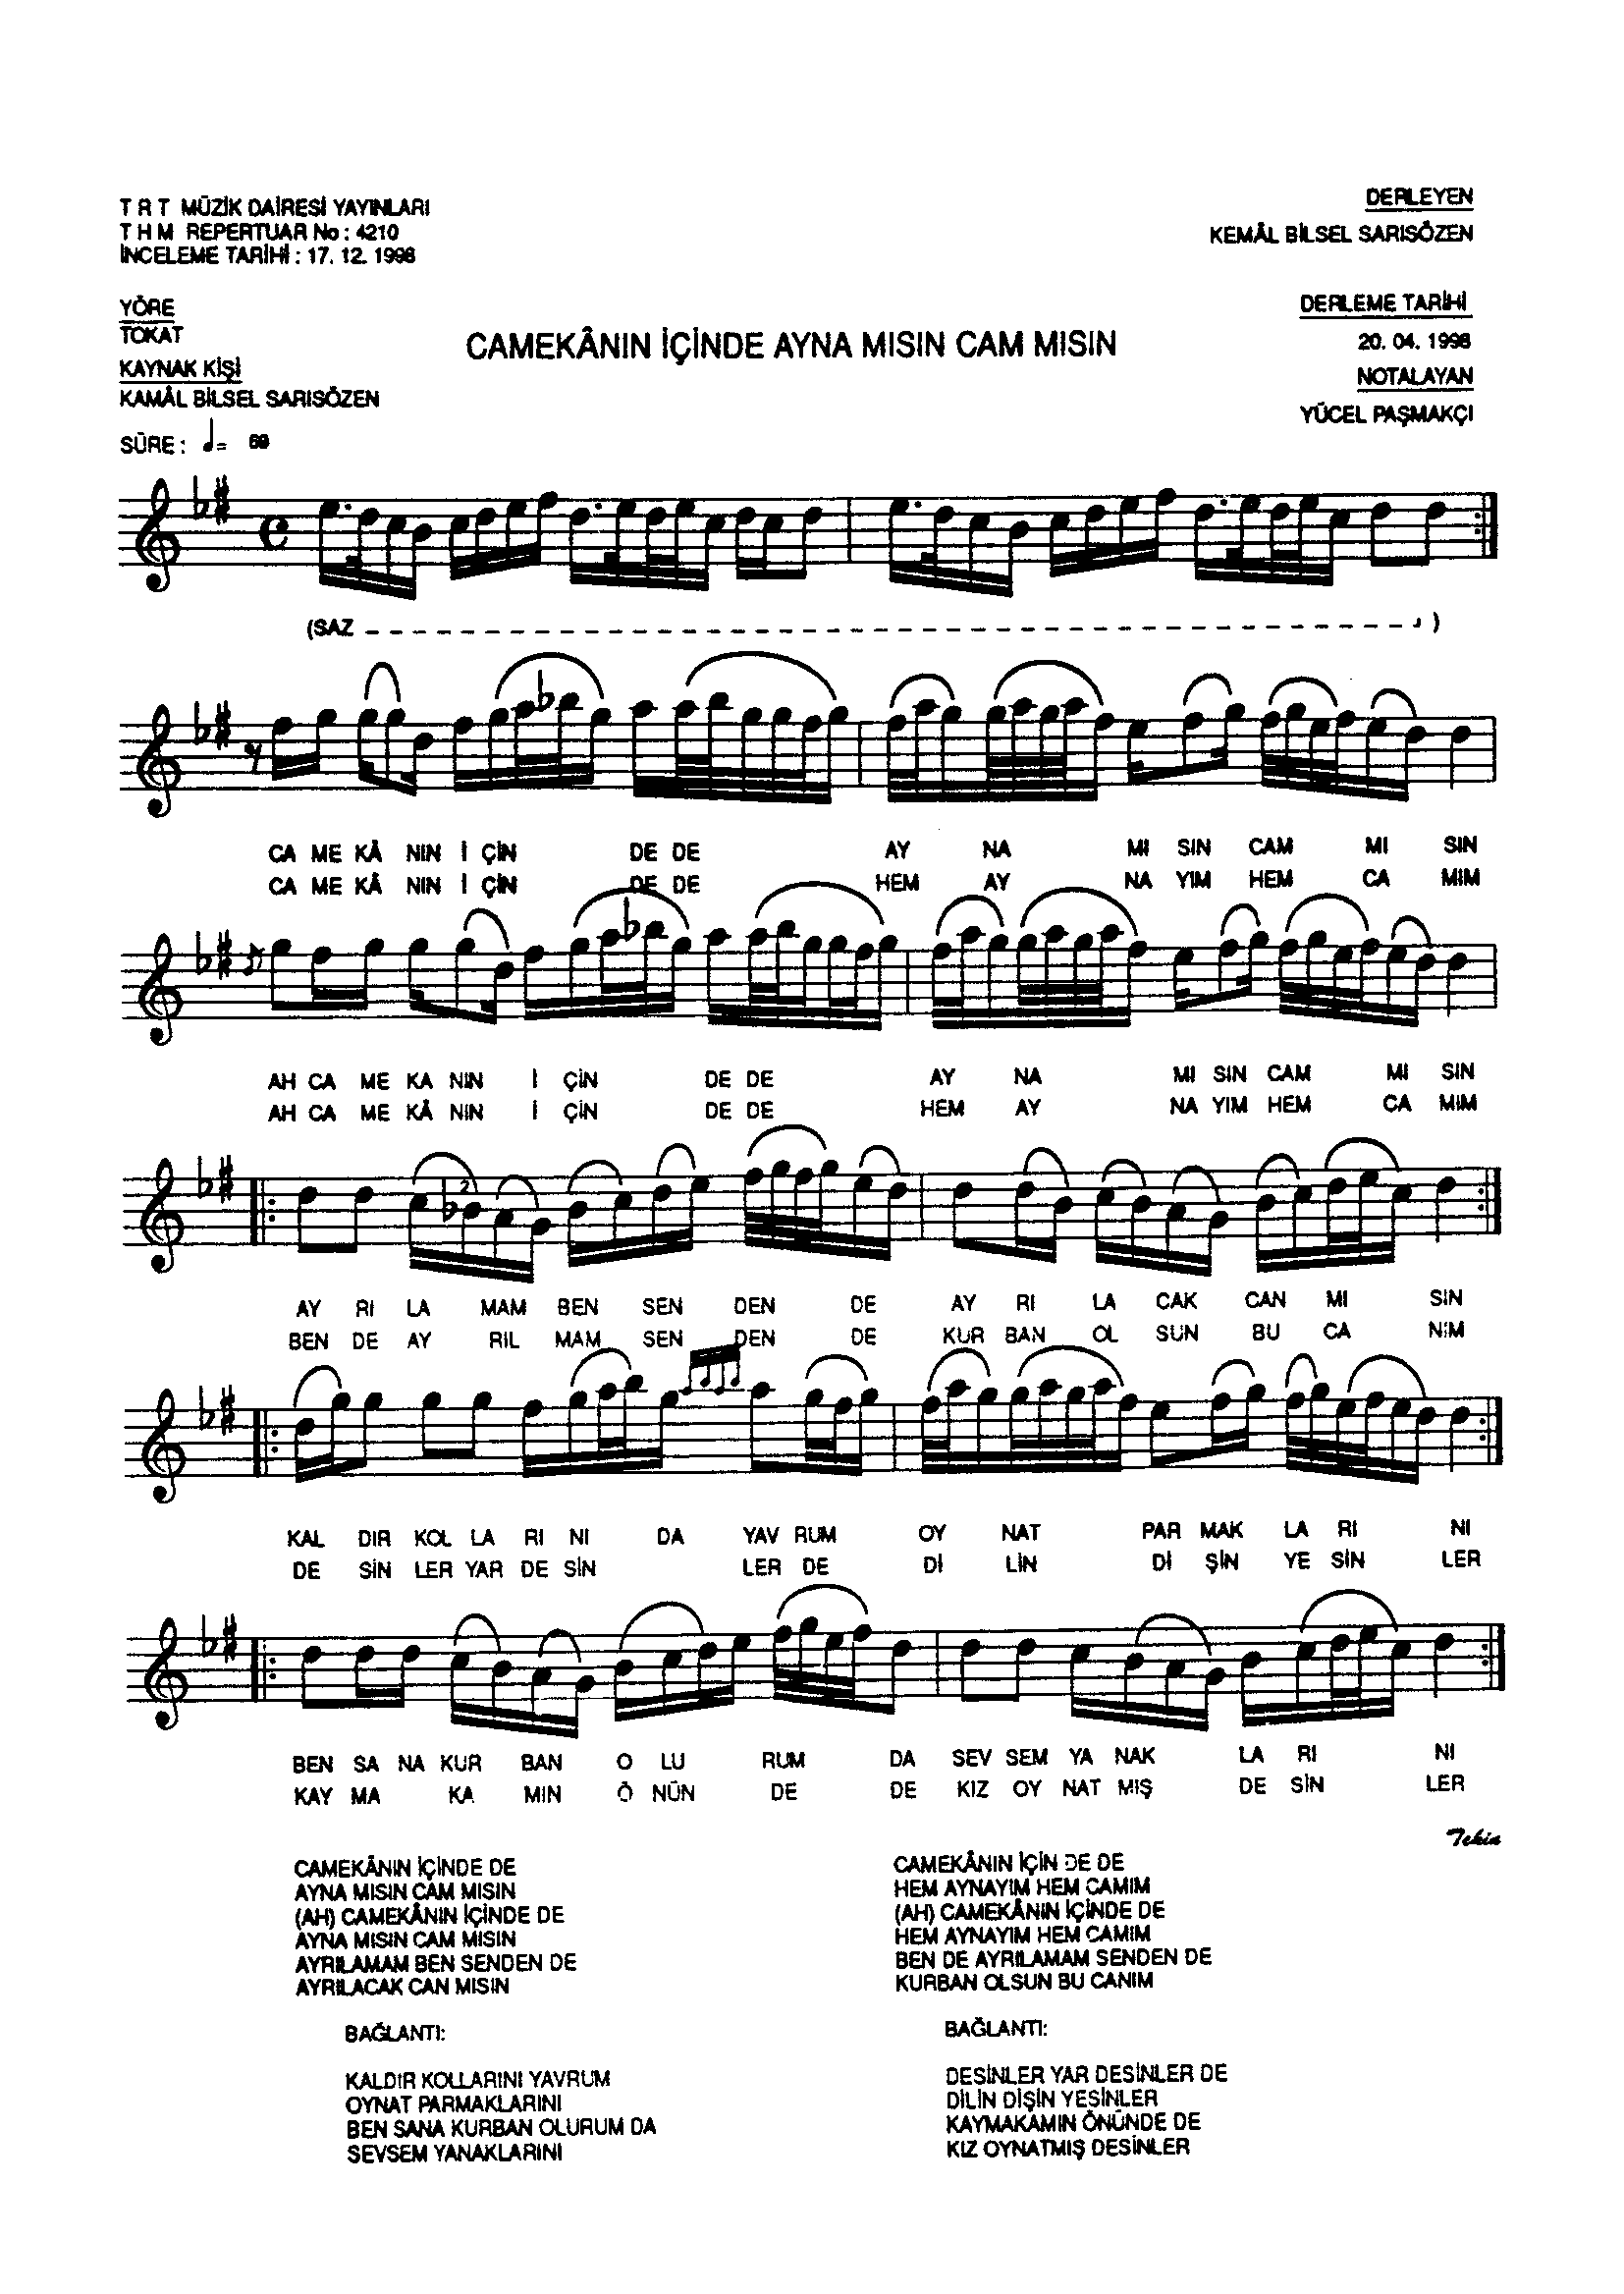 T R T MÜZİK DAİRESİ YAYINLARI
T H M REPERTUAR No : 4210
İNCELEME TARİHİ : 17. 12. 1998
DERLEYEN
KEMÂL BİLSEL SARISÖZEN
YÖRE
TOKAT
KAYNAK KİŞİ
KAMÂL BİLSEL SARISÖZEN
SÜRE :
CAMEKÂNIN İÇİNDE AYNA MISIN CAM MISIN
DERLEME TARİHİ
20. 04. 1998
NOTALAYAN
YÜCEL PAŞMAKÇI
(SAZ )
CA ME KÂ NIN İ ÇİN DE DE AY NA MI SIN CAM MI SIN
CA ME KÂ NIN İ ÇİN DE DE HEM AY NA YIM HEM CA MIM
AH CA ME KA NIN İ ÇİN DE DE AY NA MI SIN CAM MI SIN
AH CA ME KÂ NIN İ ÇİN DE DE HEM AY NA YIM HEM CA MIM
2
AY RI LA MAM BEN SEN DEN DE AY RI LA CAK CAN MI SIN
BEN DE AY RIL MAM SEN DEN DE KUR BAN OL SUN BU CA NIM
KAL DIR KOL LA RI NI DA YAV RUM OY NAT PAR MAK LA RI NI
DE SİN LER YAR DE SİN LER DE Dİ LİN Dİ ŞİN YE SİN LER
BEN SA NA KUR BAN O LU RUM DA SEV SEM YA NAK LA RI NI
KAY MA KA MIN Ö NÜN DE DE KIZ OY NAT MIŞ DE SİN LER
Tekin
CAMEKÂNIN İÇİNDE DE
AYNA MISIN CAM MISIN
(AH) CAMEKÂNIN İÇİNDE DE
AYNA MISIN CAM MISIN
AYRILAMAM BEN SENDEN DE
AYRILACAK CAN MISIN
BAĞLANTI:
KALDIR KOLLARINI YAVRUM
OYNAT PARMAKLARINI
BEN SANA KURBAN OLURUM DA
SEVSEM YANAKLARINI
CAMEKÂNIN İÇİN DE DE
HEM AYNAYIM HEM CAMIM
(AH) CAMEKÂNIN İÇİNDE DE
HEM AYNAYIM HEM CAMIM
BEN DE AYRILAMAM SENDEN DE
KURBAN OLSUN BU CANIM
BAĞLANTI:
DESİNLER YAR DESİNLER DE
DİLİN DİŞİN YESİNLER
KAYMAKAMIN ÖNÜNDE DE
KIZ OYNATMIŞ DESİNLER